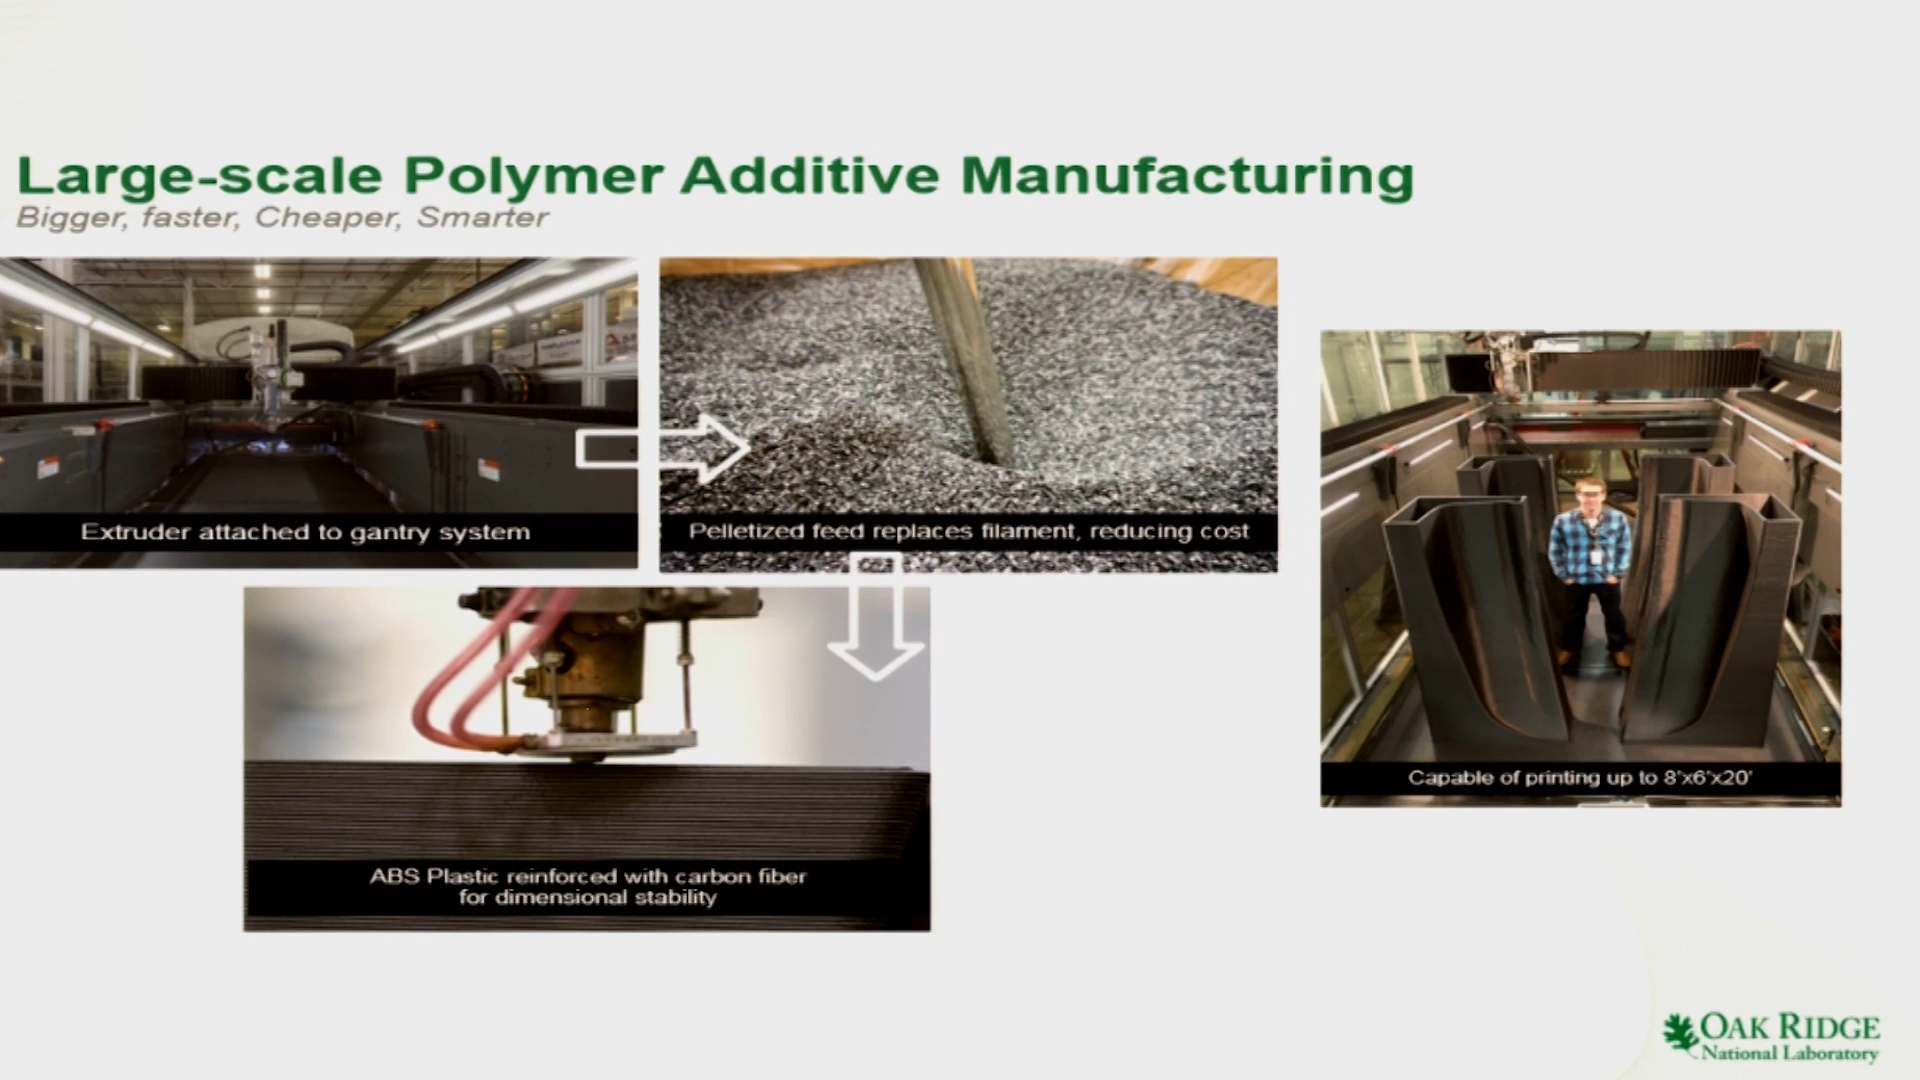 Large-scale Polymer Additive Manufacturing
Bigger, faster, Cheaper, Smarter
Extruder attached to gantry system
Pelletized feed replaces filament, reducing cost
ABS Plastic reinforced with carbon fiber
for dimensional stability
Capable of printing up to 8'x6'x20'
OAK RIDGE
National Laboratory